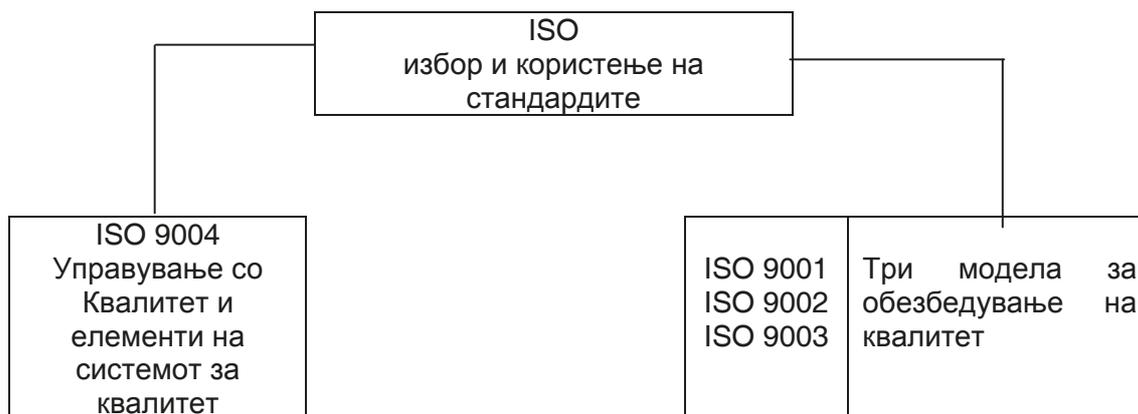 ISO
избор и користење на
стандардите
ISO 9004
Управување со
Квалитет и
елементи на
системот за
квалитет
ISO 9001
ISO 9002
ISO 9003
Три модела за
обезбедување на
квалитет